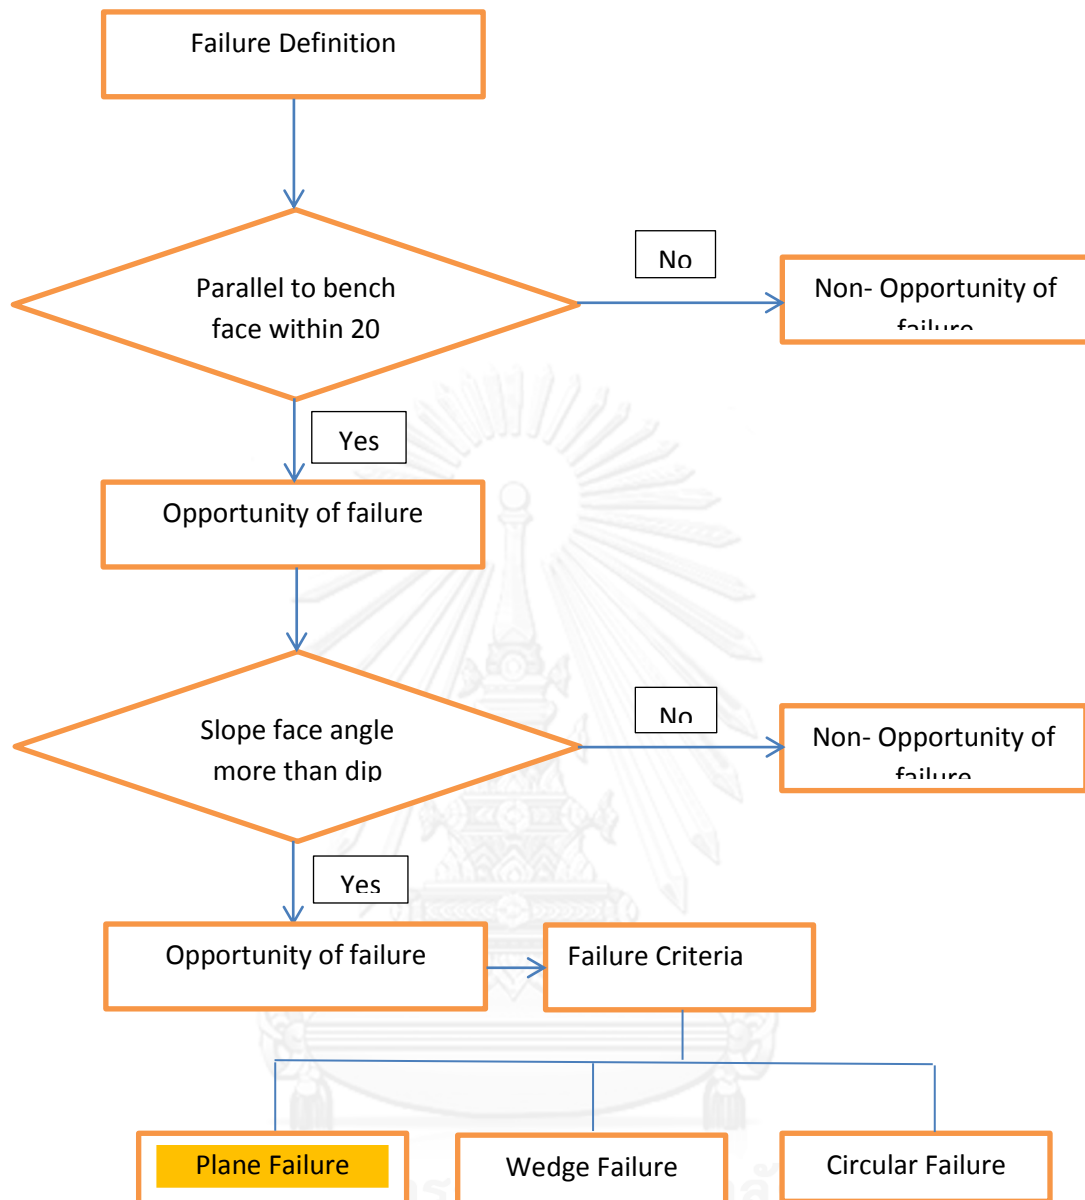 Failure Definition
Parallel to bench
face within 20
No
Non- Opportunity of
failure
Yes
Opportunity of failure
Slope face angle
more than dip
No
Non- Opportunity of
failure
Yes
Opportunity of failure
Failure Criteria
Plane Failure
Wedge Failure
Circular Failure